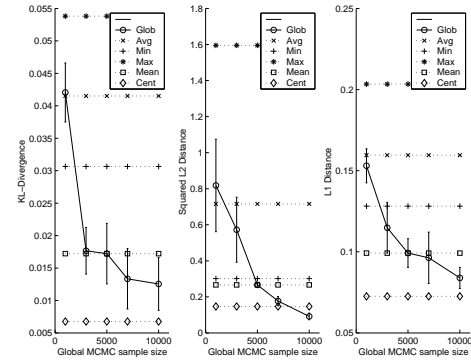 0.055
0.05
0.045
0.04
0.035
0.03
0.025
0.02
0.015
0.01
0.005
KL−Divergence
0
5000
10000
Global MCMC sample size
Glob
Avg
Min
Max
Mean
Cent
1.8
1.6
1.4
1.2
1
0.8
0.6
0.4
0.2
0
Squared L2 Distance
0
5000
10000
Global MCMC sample size
Glob
Avg
Min
Max
Mean
Cent
0.25
0.2
0.15
0.1
0.05
L1 Distance
0
5000
10000
Global MCMC sample size
Glob
Avg
Min
Max
Mean
Cent